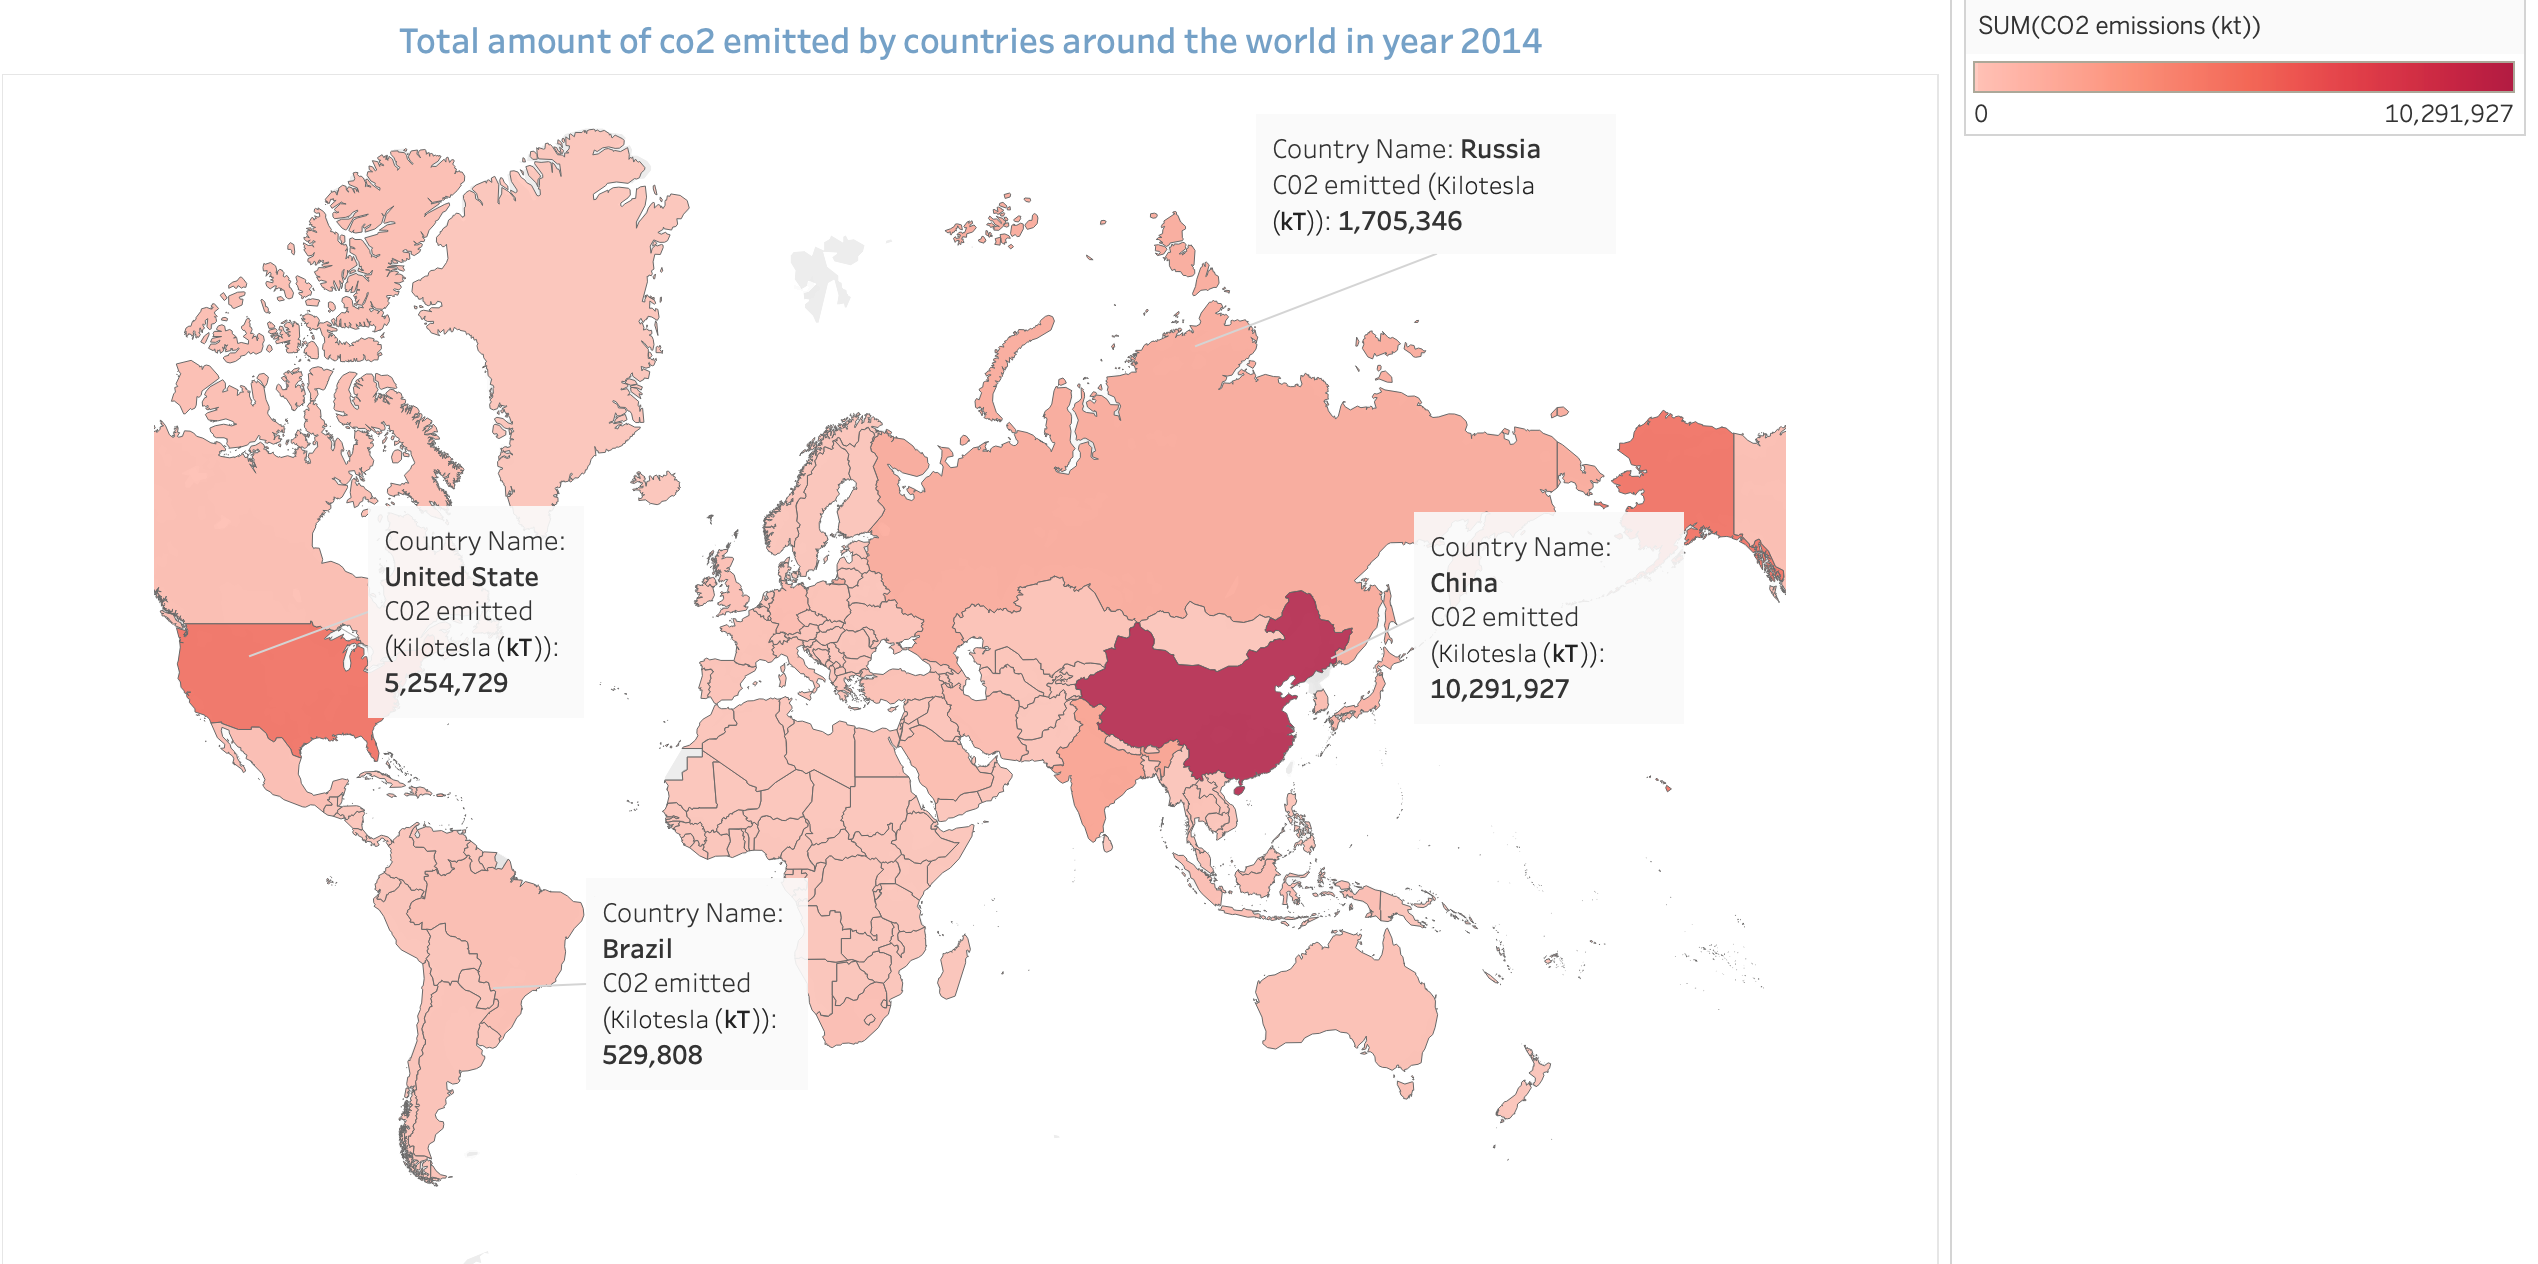 Total amount of co2 emitted by countries around the world in year 2014
SUM(CO2 emissions (kt))
0
10,291,927
Country Name: Russia
C02 emitted (Kilotesla
(kT)): 1,705,346
Country Name:
United State
C02 emitted
(Kilotesla (kT)):
5,254,729
Country Name:
China
C02 emitted
(Kilotesla (kT)):
10,291,927
Country Name:
Brazil
C02 emitted
(Kilotesla (kT)):
529,808